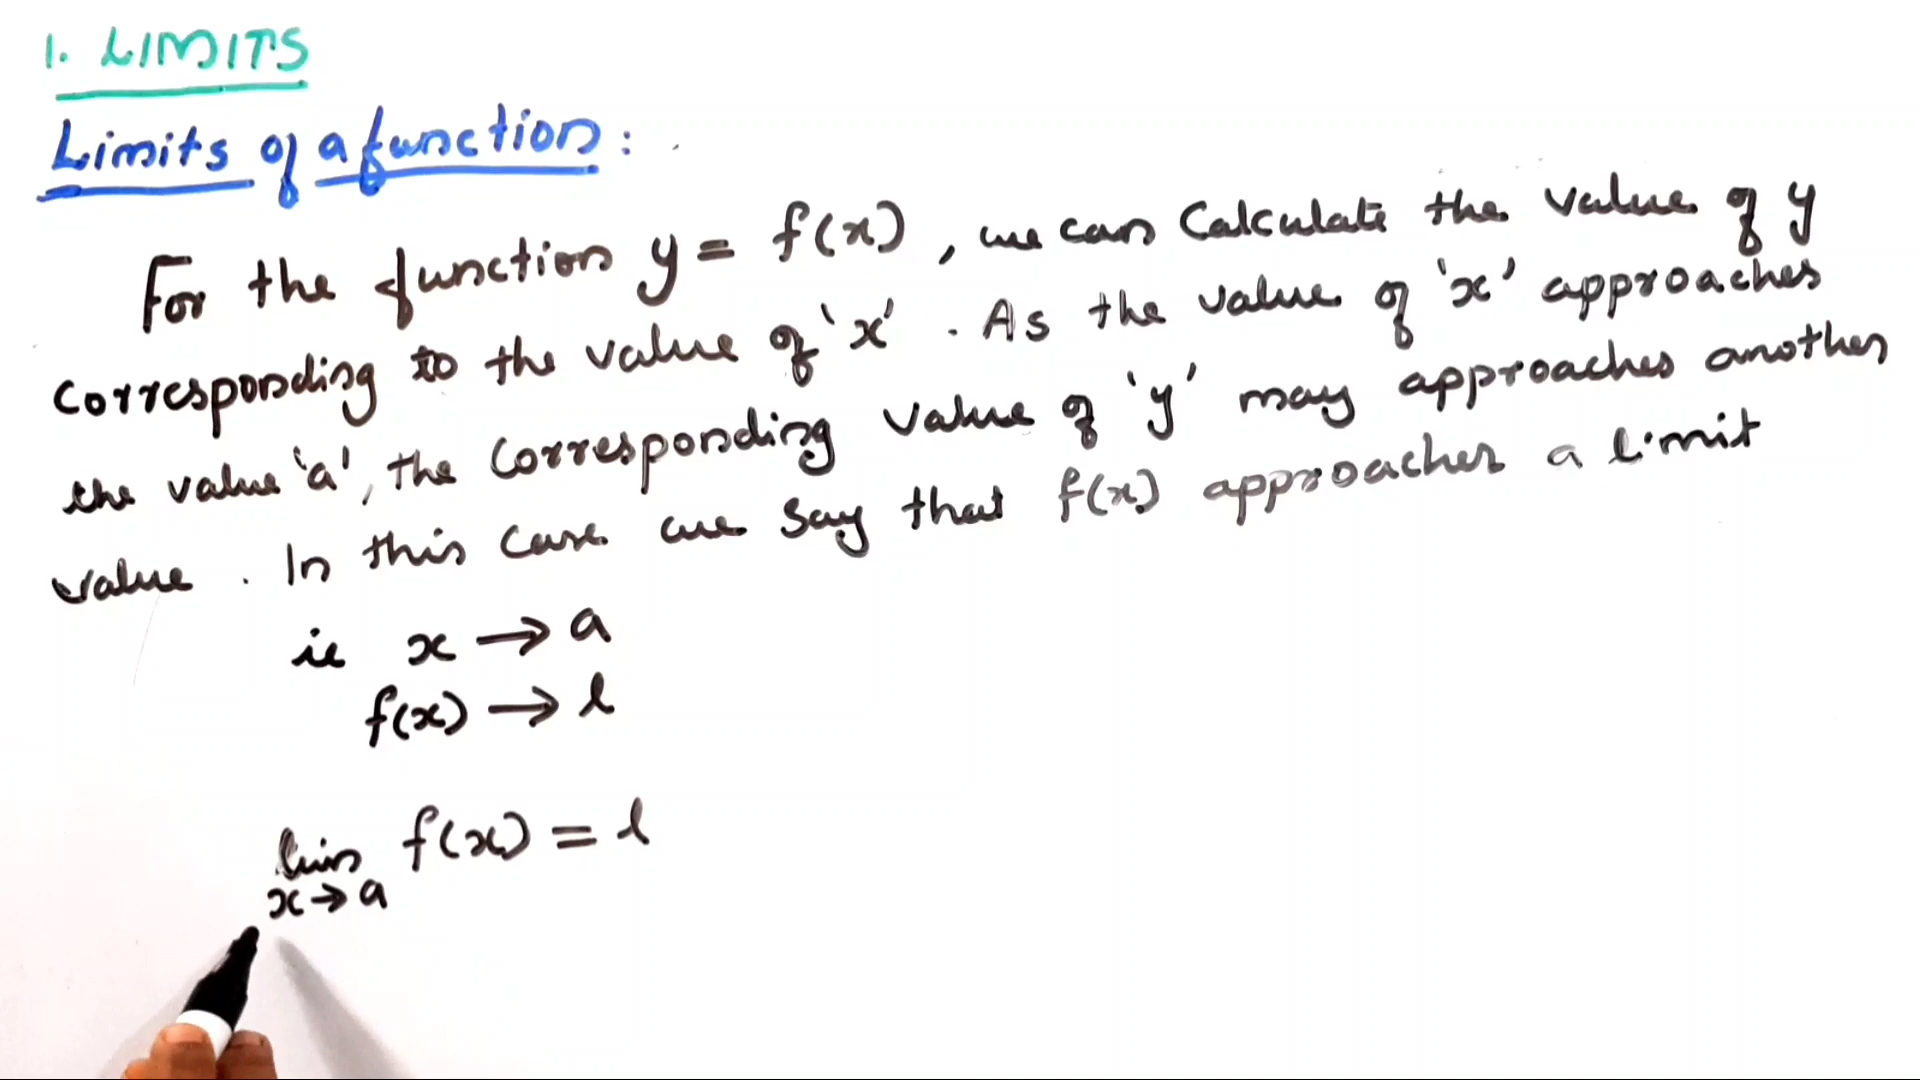 1. LIMITS
Limits of a function:
For the function y = f(x), we can Calculate the value of y
corresponding to the value of 'x'. As the value of 'x' approaches
the value 'a', the corresponding value of 'y' may approaches another
value. In this case we say that f(x) approaches a limit
ie x → a
f(x) → l
lim f(x) = l
x→a